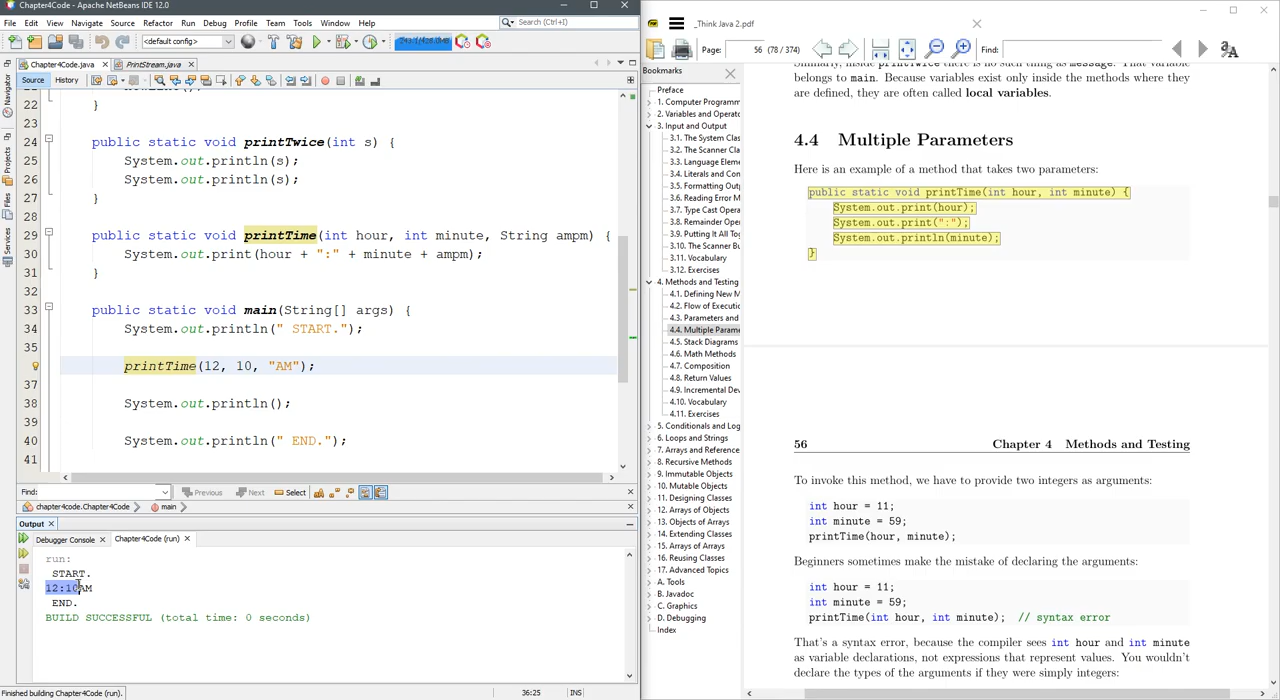 Chapter4Code.java - Apache NetBeans IDE 12.0
File Edit View Navigate Source Refactor Run Debug Profile Team Tools Window Help
Search (Ctrl+I)
<default config>
Chapter4Code.java
PrintStream.java
Source
History
Navigator
Projects
Files
Services
22 }
23
24 public static void printTwice(int s) {
25 System.out.println(s);
26 System.out.println(s);
27 }
28
29 public static void printTime(int hour, int minute, String ampm) {
30 System.out.print(hour + ":" + minute + ampm);
31 }
32
33 public static void main(String[] args) {
34 System.out.println(" START.");
35
printTime(12, 10, "AM");
37
38 System.out.println();
39
40 System.out.println(" END.");
41
Find:
Previous
Next
Select
chapter4code.Chapter4Code
main
Output
Debugger Console
Chapter4Code (run)
run:
START.
12:10AM
END.
BUILD SUCCESSFUL (total time: 0 seconds)
Finished building Chapter4Code (run).
36:25
INS
_Think Java 2.pdf
Page:
56 (78 / 374)
Find:
Bookmarks
Preface
1. Computer Programm
2. Variables and Operato
3. Input and Output
3.1. The System Clas
3.2. The Scanner Cla
3.3. Language Eleme
3.4. Literals and Con
3.5. Formatting Outp
3.6. Reading Error M
3.7. Type Cast Opera
3.8. Remainder Oper
3.9. Putting It All Tog
3.10. The Scanner Bu
3.11. Vocabulary
3.12. Exercises
4. Methods and Testing
4.1. Defining New M
4.2. Flow of Executio
4.3. Parameters and
4.4. Multiple Parame
4.5. Stack Diagrams
4.6. Math Methods
4.7. Composition
4.8. Return Values
4.9. Incremental Dev
4.10. Vocabulary
4.11. Exercises
5. Conditionals and Log
6. Loops and Strings
7. Arrays and Reference
8. Recursive Methods
9. Immutable Objects
10. Mutable Objects
11. Designing Classes
12. Arrays of Objects
13. Objects of Arrays
14. Extending Classes
15. Arrays of Arrays
16. Reusing Classes
17. Advanced Topics
A. Tools
B. Javadoc
C. Graphics
D. Debugging
Index
Similarly, inside printTwice there is no such thing as message. That variable
belongs to main. Because variables exist only inside the methods where they
are defined, they are often called local variables.
4.4 Multiple Parameters
Here is an example of a method that takes two parameters:
public static void printTime(int hour, int minute) {
System.out.print(hour);
System.out.print(":");
System.out.println(minute);
}
56 Chapter 4 Methods and Testing
To invoke this method, we have to provide two integers as arguments:
int hour = 11;
int minute = 59;
printTime(hour, minute);
Beginners sometimes make the mistake of declaring the arguments:
int hour = 11;
int minute = 59;
printTime(int hour, int minute); // syntax error
That's a syntax error, because the compiler sees int hour and int minute
as variable declarations, not expressions that represent values. You wouldn't
declare the types of the arguments if they were simply integers: